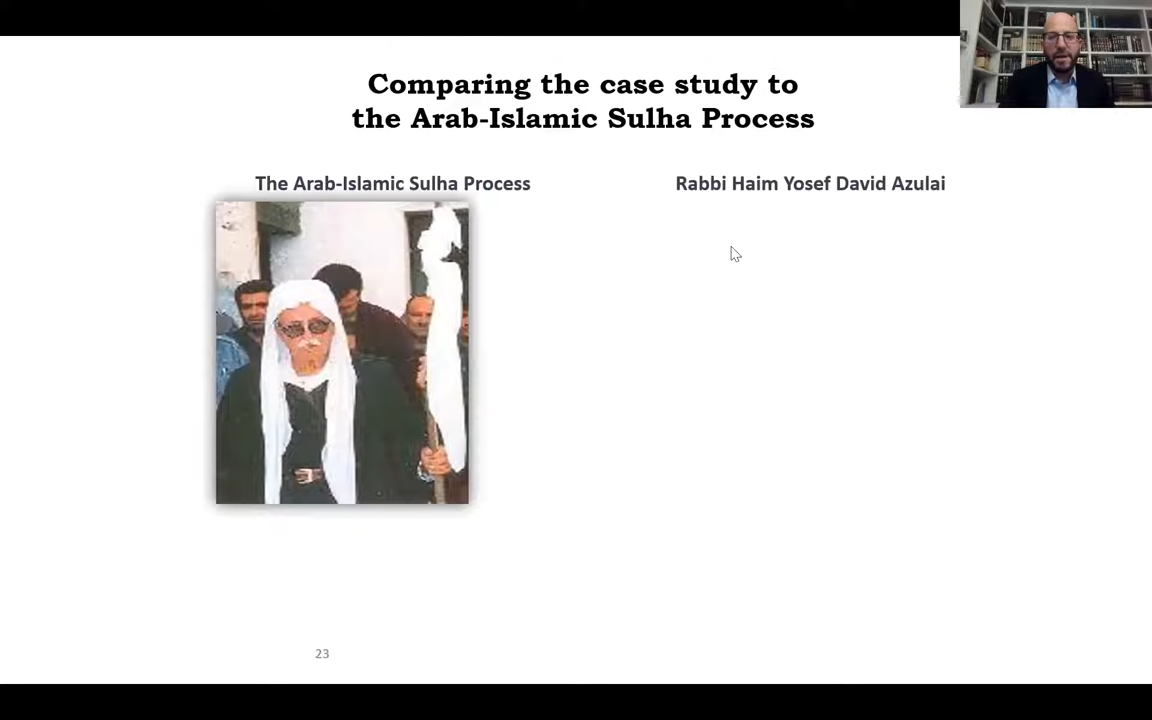 Comparing the case study to
the Arab-Islamic Sulha Process
The Arab-Islamic Sulha Process
Rabbi Haim Yosef David Azulai
23